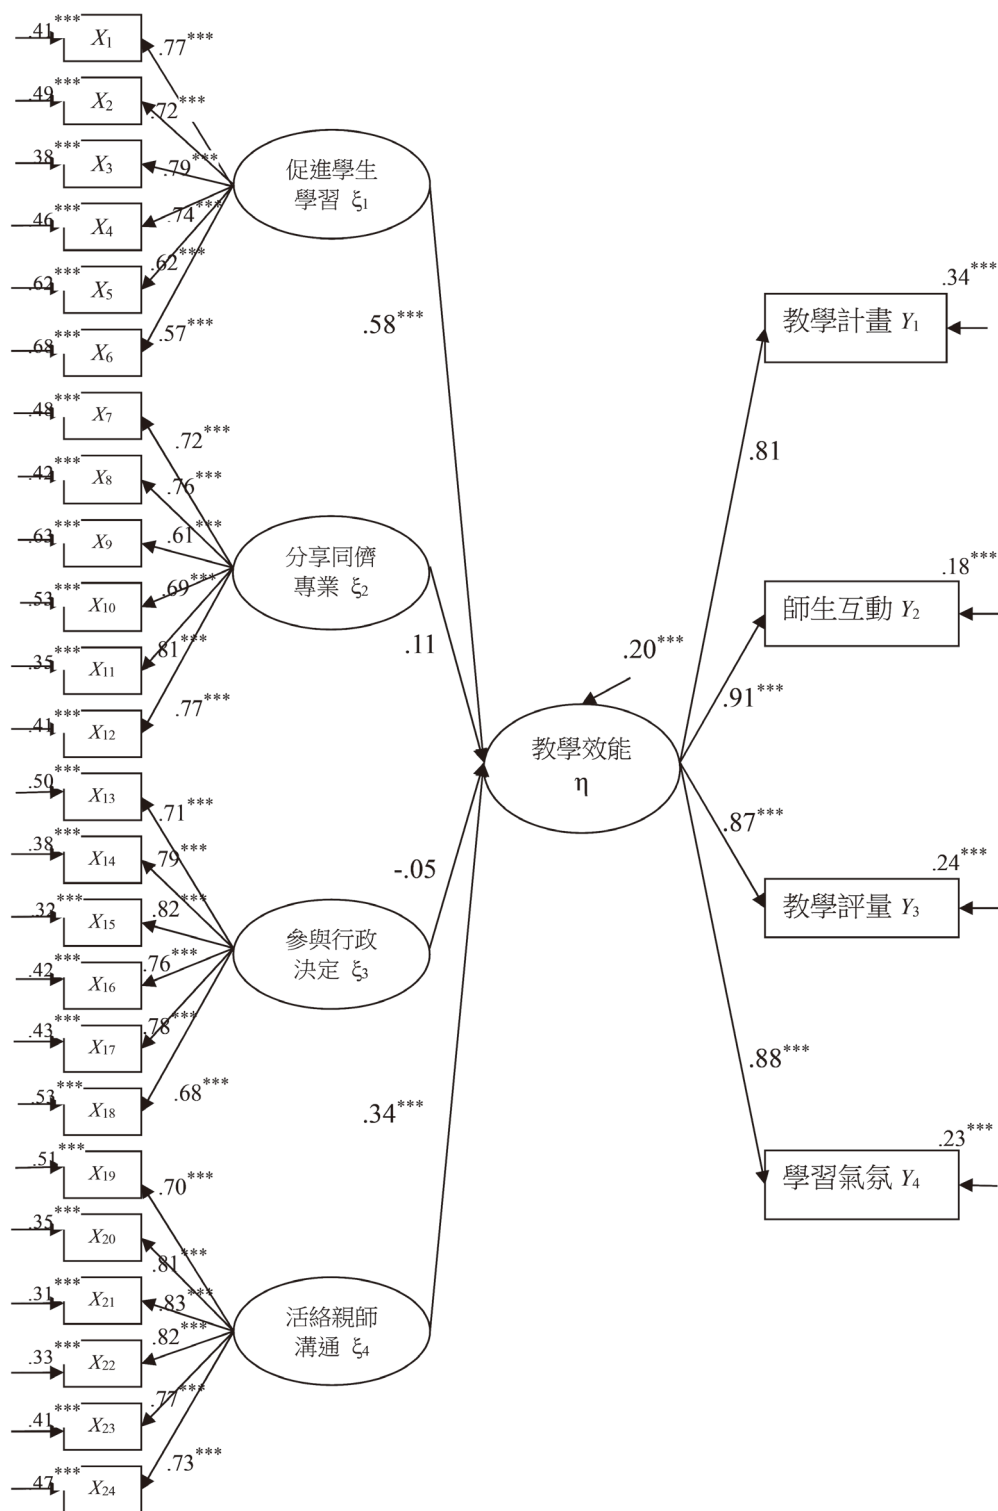 .41*** X1 .77***
.49*** X2 .72***
.38*** X3 .79***
.46*** X4 .74***
.62*** X5 .62***
.68*** X6 .57***
促進學生
學習 ξ1
.58***
.48*** X7 .72***
.42*** X8 .76***
.63*** X9 .61***
.53*** X10 .69***
.35*** X11 .81***
.41*** X12 .77***
分享同儕
專業 ξ2
.11
.50*** X13 .71***
.38*** X14 .79***
.32*** X15 .82***
.42*** X16 .76***
.43*** X17 .78***
.53*** X18 .68***
參與行政
決定 ξ3
-.05
.51*** X19 .70***
.35*** X20 .81***
.31*** X21 .83***
.33*** X22 .82***
.41*** X23 .77***
.47*** X24 .73***
活絡親師
溝通 ξ4
.34***
.20***
教學效能
η
.81
.34***
教學計畫 Y1
.91***
.18***
師生互動 Y2
.87***
.24***
教學評量 Y3
.88***
.23***
學習氣氛 Y4